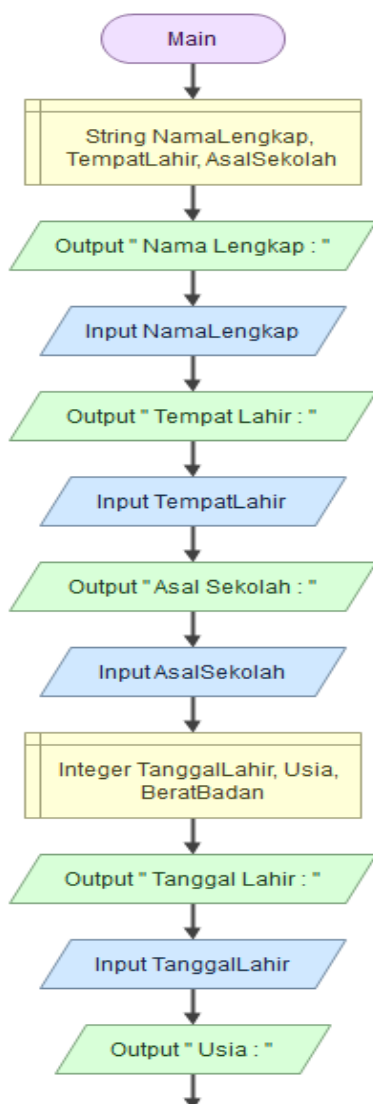 Main
String NamaLengkap,
TempatLahir, AsalSekolah
Output " Nama Lengkap : "
Input NamaLengkap
Output " Tempat Lahir : "
Input TempatLahir
Output "Asal Sekolah : "
Input AsalSekolah
Integer TanggalLahir, Usia,
BeratBadan
Output " Tanggal Lahir : "
Input TanggalLahir
Output " Usia : "